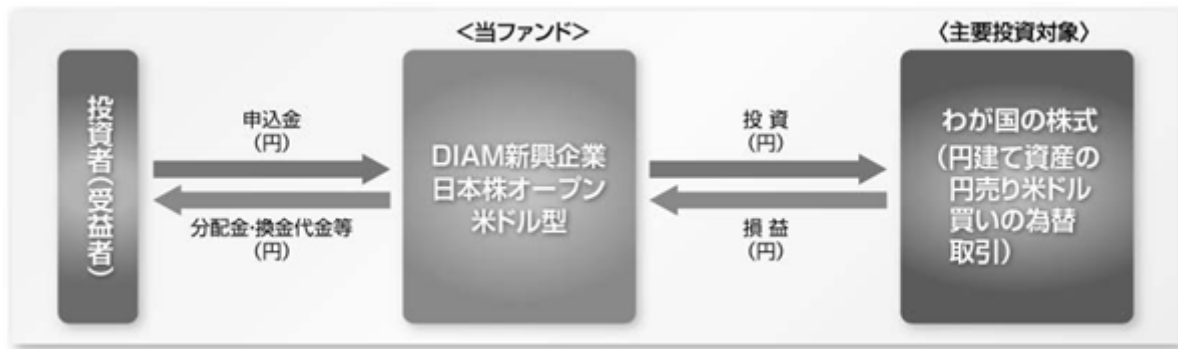 <当ファンド>
〈主要投資対象〉
投資者(受益者)
申込金
(円)
分配金・換金代金等
(円)
DIAM新興企業
日本株オープン
米ドル型
投 資
(円)
損 益
(円)
わが国の株式
(円建て資産の
円売り米ドル
買いの為替
取引)